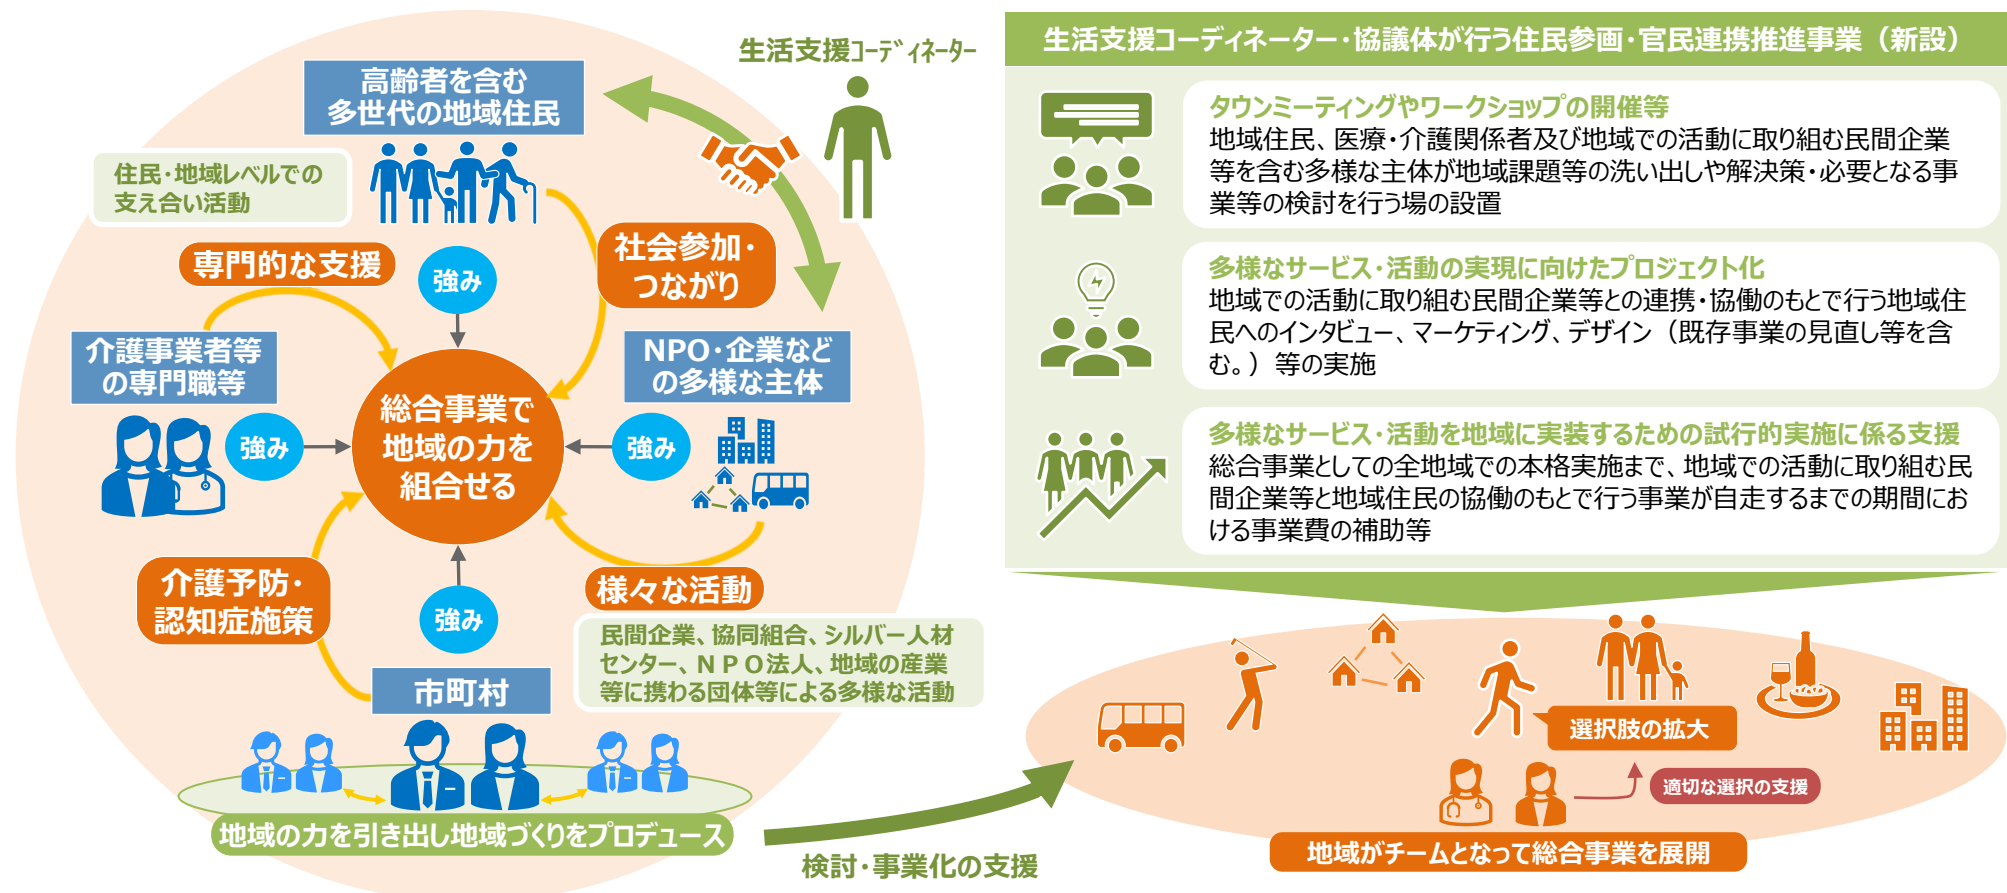 生活支援ｺｰﾃﾞｨﾈｰﾀｰ
高齢者を含む
多世代の地域住民
住民・地域レベルでの
支え合い活動
専門的な支援
強み
社会参加・
つながり
介護事業者等
の専門職等
NPO・企業など
の多様な主体
強み
総合事業で
地域の力を
組合せる
強み
介護予防・
認知症施策
強み
様々な活動
民間企業、協同組合、シルバー人材
センター、ＮＰＯ法人、地域の産業
等に携わる団体等による多様な活動
市町村
地域の力を引き出し地域づくりをプロデュース
検討・事業化の支援
生活支援コーディネーター・協議体が行う住民参画・官民連携推進事業（新設）
タウンミーティングやワークショップの開催等
地域住民、医療・介護関係者及び地域での活動に取り組む民間企業
等を含む多様な主体が地域課題等の洗い出しや解決策・必要となる事
業等の検討を行う場の設置
多様なサービス・活動の実現に向けたプロジェクト化
地域での活動に取り組む民間企業等との連携・協働のもとで行う地域住
民へのインタビュー、マーケティング、デザイン（既存事業の見直し等を含
む。）等の実施
多様なサービス・活動を地域に実装するための試行的実施に係る支援
総合事業としての全地域での本格実施まで、地域での活動に取り組む民
間企業等と地域住民の協働のもとで行う事業が自走するまでの期間にお
ける事業費の補助等
選択肢の拡大
適切な選択の支援
地域がチームとなって総合事業を展開